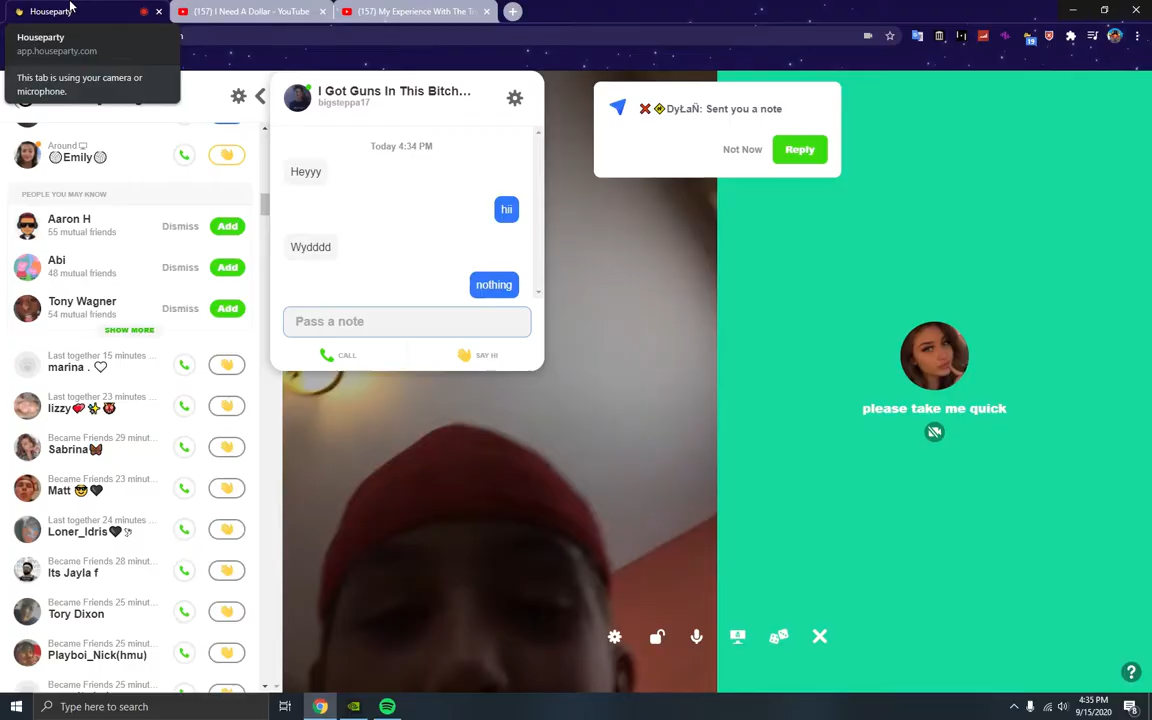 Houseparty
(157) I Need A Dollar - YouTube
(157) My Experience With The Tr
Houseparty
app.houseparty.com
This tab is using your camera or
microphone.
19
Around
Emily
PEOPLE YOU MAY KNOW
Aaron H
55 mutual friends
Dismiss
Add
Abi
48 mutual friends
Dismiss
Add
Tony Wagner
54 mutual friends
Dismiss
Add
SHOW MORE
Last together 15 minutes ...
marina . ♡
Last together 23 minutes ...
lizzy💋✨👹
Became Friends 29 minut...
Sabrina🦋
Became Friends 23 minut...
Matt 😎🖤
Last together 24 minutes ...
Loner_Idris🖤
Became Friends 28 minut...
Its Jayla f
Became Friends 25 minut...
Tory Dixon
Became Friends 25 minut...
Playboi_Nick(hmu)
Became Friends 25 minut...
I Got Guns In This Bitch...
bigsteppa17
Today 4:34 PM
Heyyy
hii
Wydddd
nothing
Pass a note
CALL
SAY HI
❌DyŁaÑ: Sent you a note
Not Now
Reply
please take me quick
?
Type here to search
4:35 PM
9/15/2020
8